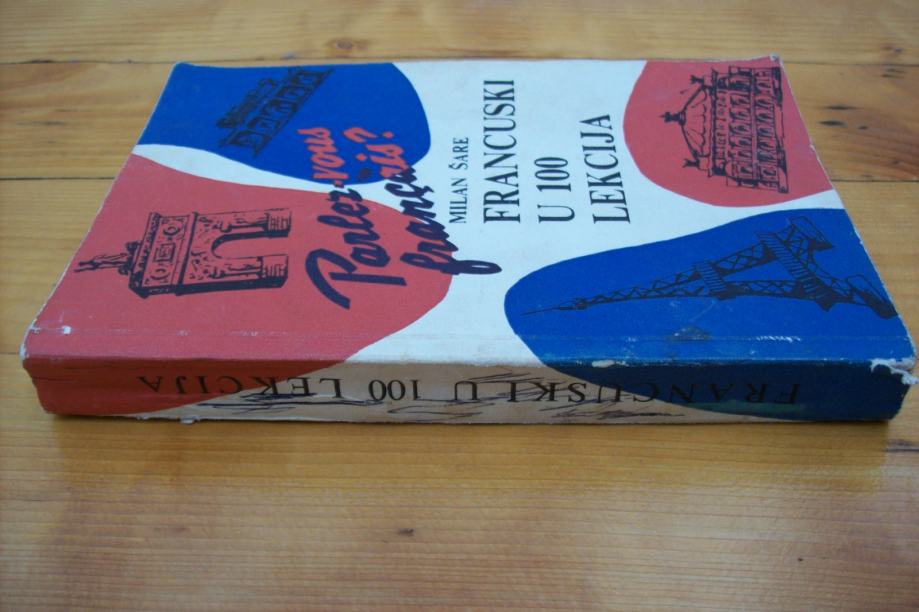 Parlez-vous
français?
MILAN ŠARE
FRANCUSKI
U 100
LEKCIJA
FRANCUSKI U 100 LEKCIJA